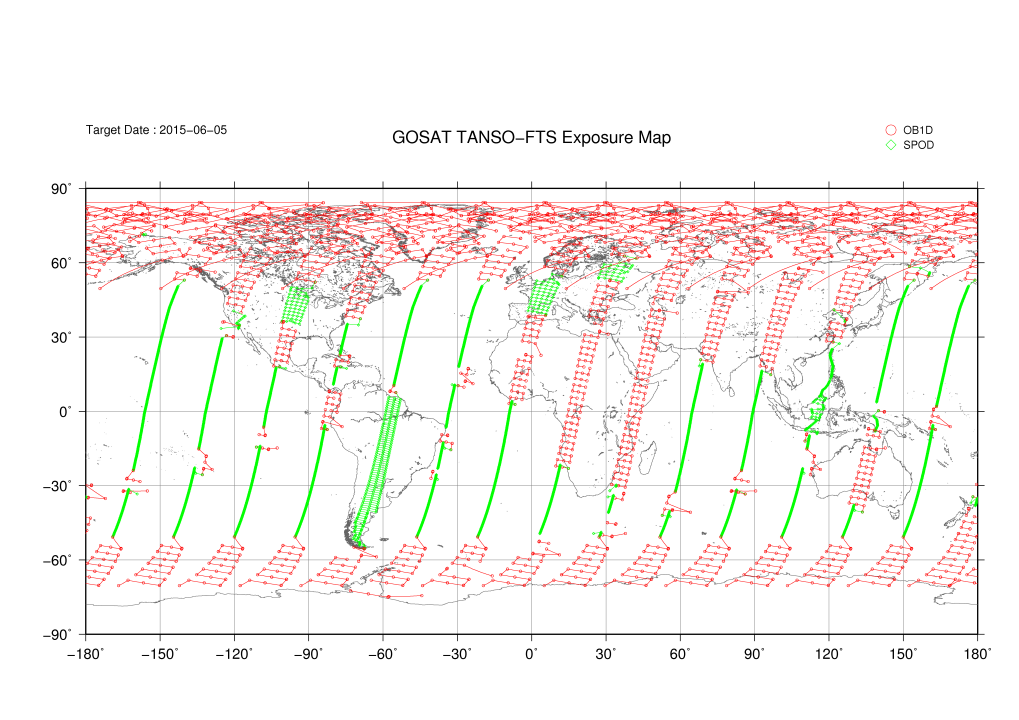 Target Date : 2015−06−05
GOSAT TANSO−FTS Exposure Map
OB1D
SPOD
90˚
60˚
30˚
0˚
−30˚
−60˚
−90˚
−180˚ −150˚ −120˚ −90˚ −60˚ −30˚ 0˚ 30˚ 60˚ 90˚ 120˚ 150˚ 180˚